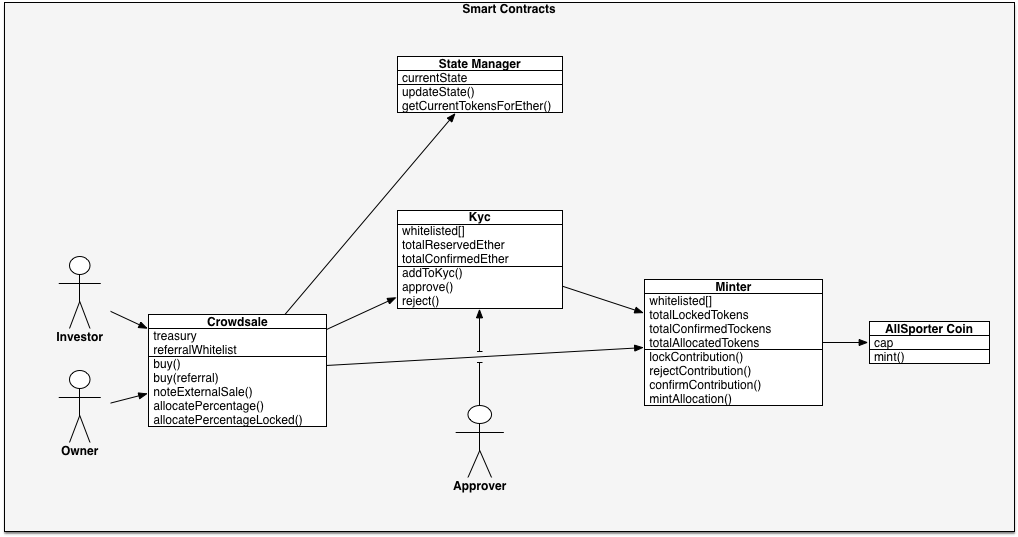 Smart Contracts
State Manager
currentState
updateState()
getCurrentTokensForEther()
Kyc
whitelisted[]
totalReservedEther
totalConfirmedEther
addToKyc()
approve()
reject()
Investor
Owner
Crowdsale
treasury
referralWhitelist
buy()
buy(referral)
noteExternalSale()
allocatePercentage()
allocatePercentageLocked()
Approver
Minter
whitelisted[]
totalLockedTokens
totalConfirmedTockens
totalAllocatedTokens
lockContribution()
rejectContribution()
confirmContribution()
mintAllocation()
AllSporter Coin
cap
mint()